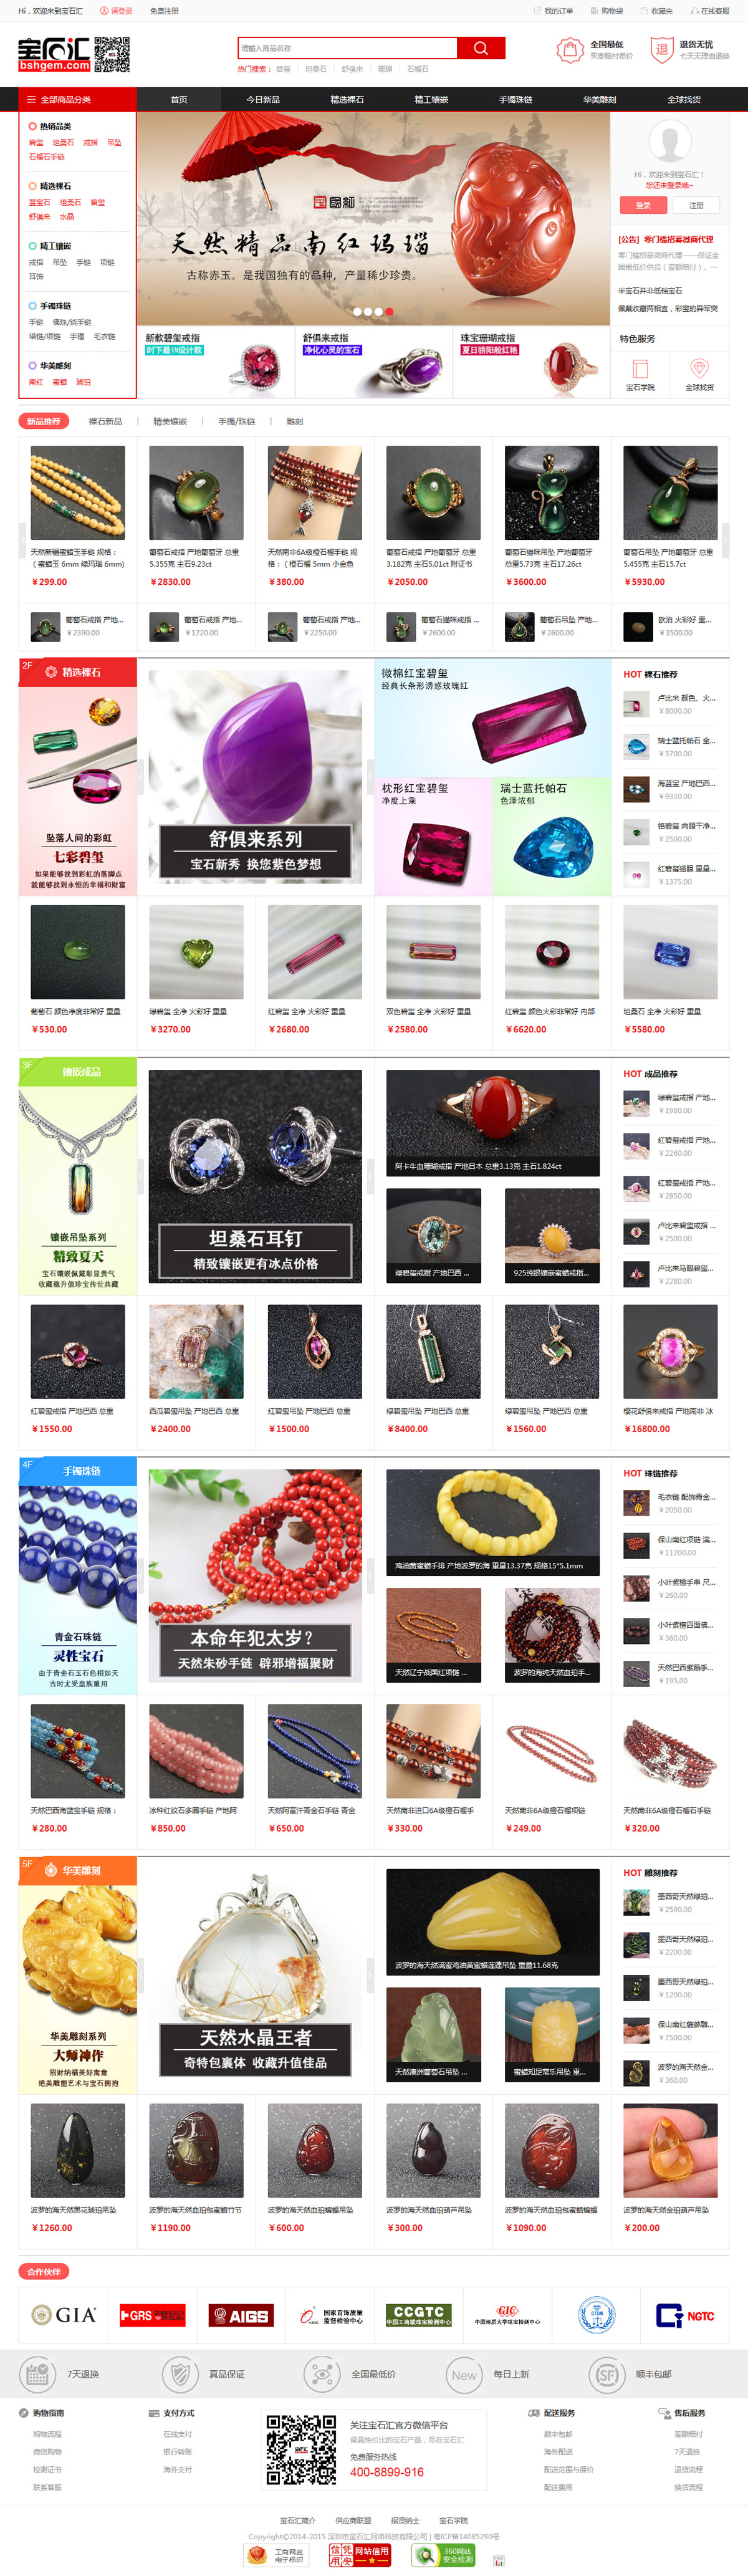 Hi，欢迎来到宝石汇
请登录
免费注册
我的订单
购物袋
收藏夹
在线客服
宝石汇
bshgem.com
请输入商品名称
热门搜索： 碧玺 坦桑石 舒俱来 珊瑚 石榴石
全国最低
买贵赔付差价
退
退货无忧
七天无理由退换
全部商品分类
首页
今日新品
精选裸石
精工镶嵌
手镯珠链
华美雕刻
全球找货
热销品类
碧玺 坦桑石 戒指 吊坠
石榴石手链
精选裸石
蓝宝石 坦桑石 碧玺
舒俱来 水晶
精工镶嵌
戒指 吊坠 手链 项链
耳饰
手镯珠链
手链 佛珠/俏手链
塔链/项链 手镯 毛衣链
华美雕刻
南红 蜜蜡 琥珀
天然精品南红玛瑙
古称赤玉。是我国独有的品种，产量稀少珍贵。
Hi，欢迎来到宝石汇！
您还未登录哦~
登录
注册
[公告] 零门槛招募微商代理
零门槛招募微商代理——保证全
国最低价供货（差额赔付），一
半宝石并非低档宝石
佩戴收藏两相宜，彩宝的异军突
特色服务
宝石学院
全球找货
新款碧玺戒指
时下最IN设计款
舒俱来戒指
净化心灵的宝石
珠宝珊瑚戒指
夏日骄阳般红艳
新品推荐
裸石新品
精美镶嵌
手镯/珠链
雕刻
天然新疆蜜蜡玉手链 规格：
（蜜蜡玉 6mm 绿玛瑙 6mm)
￥299.00
葡萄石戒指 产地葡萄牙 总重
5.355克 主石9.23ct
￥2830.00
天然南非6A级橙石榴手链 规
格：（橙石榴 5mm 小金鱼
￥380.00
葡萄石戒指 产地葡萄牙 总重
3.182克 主石5.01ct 附证书
￥2050.00
葡萄石猫咪吊坠 产地葡萄牙
总重5.73克 主石17.26ct
￥3600.00
葡萄石吊坠 产地葡萄牙 总重
5.455克 主石15.7ct
￥5930.00
葡萄石戒指 产地...
￥2390.00
葡萄石戒指 产地...
￥1720.00
葡萄石戒指 产地...
￥2250.00
葡萄石猫咪戒指 ...
￥2600.00
葡萄石吊坠 产地...
￥2600.00
欧泊 火彩好 重...
￥3500.00
2F
精选裸石
坠落人间的彩虹
七彩碧玺
如果能够找到彩虹的落脚点
就能够找到永恒的幸福和财富
舒俱来系列
宝石新秀 换您紫色梦想
微棉红宝碧玺
经典长条形诱惑玫瑰红
枕形红宝碧玺
净度上乘
瑞士蓝托帕石
色泽浓郁
HOT 裸石推荐
卢比来 颜色、火...
￥8000.00
瑞士蓝托帕石 全...
￥5700.00
海蓝宝 产地巴西...
￥9330.00
铬碧玺 肉眼干净...
￥2500.00
红碧玺猫眼 重量...
￥1375.00
葡萄石 颜色净度非常好 重量
￥530.00
绿碧玺 全净 火彩好 重量
￥3270.00
红碧玺 全净 火彩好 重量
￥2680.00
双色碧玺 全净 火彩好 重量
￥2580.00
红碧玺 颜色火彩非常好 内部
￥6620.00
坦桑石 全净 火彩好 重量
￥5580.00
3F
镶嵌成品
镶嵌吊坠系列
精致夏天
宝石镶嵌佩戴彰显贵气
收藏稳升值珍宝传世典藏
坦桑石耳钉
精致镶嵌更有冰点价格
阿卡牛血珊瑚戒指 产地日本 总重3.13克 主石1.824ct
绿碧玺戒指 产地巴西 ...
925纯银镶嵌蜜蜡戒指...
HOT 成品推荐
绿碧玺戒指 产地...
￥1980.00
红碧玺戒指 产地...
￥2260.00
红碧玺戒指 产地...
￥2850.00
卢比来碧玺戒指 ...
￥2500.00
卢比来马眼碧玺...
￥2280.00
红碧玺戒指 产地巴西 总重
￥1550.00
西瓜碧玺吊坠 产地巴西 总重
￥2400.00
红碧玺吊坠 产地巴西 总重
￥1500.00
绿碧玺吊坠 产地巴西 总重
￥8400.00
绿碧玺吊坠 产地巴西 总重
￥1560.00
樱花舒俱来戒指 产地南非 冰
￥16800.00
4F
手镯珠链
青金石珠链
灵性宝石
由于青金石玉石色相如天
古时尤受皇族重用
本命年犯太岁？
天然朱砂手链 辟邪增福聚财
鸡油黄蜜蜡手排 产地波罗的海 重量13.37克 规格15*5.1mm
天然辽宁战国红项链 ...
波罗的海纯天然血珀手...
HOT 珠链推荐
毛衣链 配饰青金...
￥2050.00
保山南红项链 满...
￥11200.00
小叶紫檀手串 尺...
￥260.00
小叶紫檀四面佛...
￥360.00
天然巴西紫晶手...
￥195.00
天然巴西海蓝宝手链 规格：
￥280.00
冰种红纹石多圆手链 产地阿
￥850.00
天然阿富汗青金石手链 青金
￥650.00
天然南非进口6A级橙石榴手
￥330.00
天然南非6A级橙石榴项链
￥249.00
天然南非6A级橙石榴石手链
￥320.00
5F
华美雕刻
华美雕刻系列
大师神作
招财纳福美好寓意
绝美雕塑艺术与宝石拥抱
天然水晶王者
奇特包裹体 收藏升值佳品
波罗的海天然满蜜鸡油黄蜜蜡莲蓬吊坠 重量11.68克
天然澳洲葡萄石吊坠 ...
蜜蜡知足常乐吊坠 重...
HOT 雕刻推荐
墨西哥天然绿珀...
￥2590.00
墨西哥天然绿珀...
￥2200.00
墨西哥天然绿珀...
￥1200.00
保山南红貔貅雕...
￥7500.00
波罗的海天然金...
￥360.00
波罗的海天然黑花琥珀吊坠
￥1260.00
波罗的海天然血珀包蜜蜡竹节
￥1190.00
波罗的海天然血珀蝙蝠吊坠
￥600.00
波罗的海天然血珀葫芦吊坠
￥300.00
波罗的海天然血珀包蜜蜡蝙蝠
￥1090.00
波罗的海天然金珀葫芦吊坠
￥200.00
合作伙伴
GIA
GRS
AIGS
国家首饰质量
监督检验中心
CCGTC
中国工商联珠宝检测中心
GIC
中国地质大学珠宝检测中心
CTGM
NGTC
7天退换
真品保证
全国最低价
New
每日上新
SF
顺丰包邮
购物指南
购物流程
微信购物
检测证书
联系客服
支付方式
在线支付
银行转账
海外支付
关注宝石汇官方微信平台
最具性价比的宝石产品，尽在宝石汇
免费服务热线
400-8899-916
配送服务
顺丰包邮
海外配送
配送范围与保价
配送费用
售后服务
差额赔付
7天退换
退货流程
换货流程
宝石汇简介
供应商联盟
招贤纳士
宝石学院
Copyright©2014-2015 深圳市宝石汇网络科技有限公司 | 粤ICP备14085290号
工商网监
电子标识
网站信用
360网站
安全检测